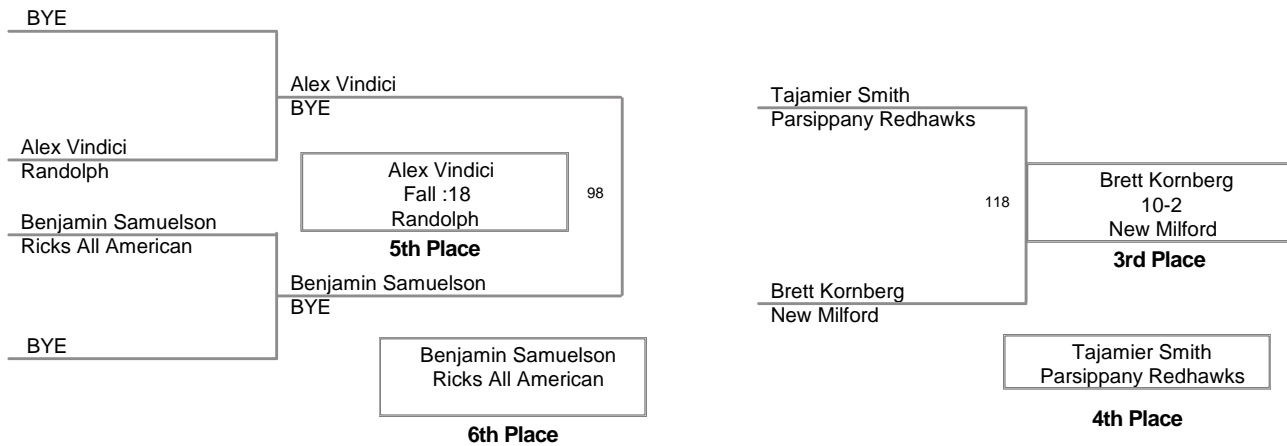 BYE
Alex Vindici
BYE
Alex Vindici
Randolph
Alex Vindici
Fall :18
Randolph
98
5th Place
Benjamin Samuelson
Ricks All American
Benjamin Samuelson
BYE
BYE
Benjamin Samuelson
Ricks All American
6th Place
Tajamier Smith
Parsippany Redhawks
118
Brett Kornberg
10-2
New Milford
3rd Place
Brett Kornberg
New Milford
Tajamier Smith
Parsippany Redhawks
4th Place